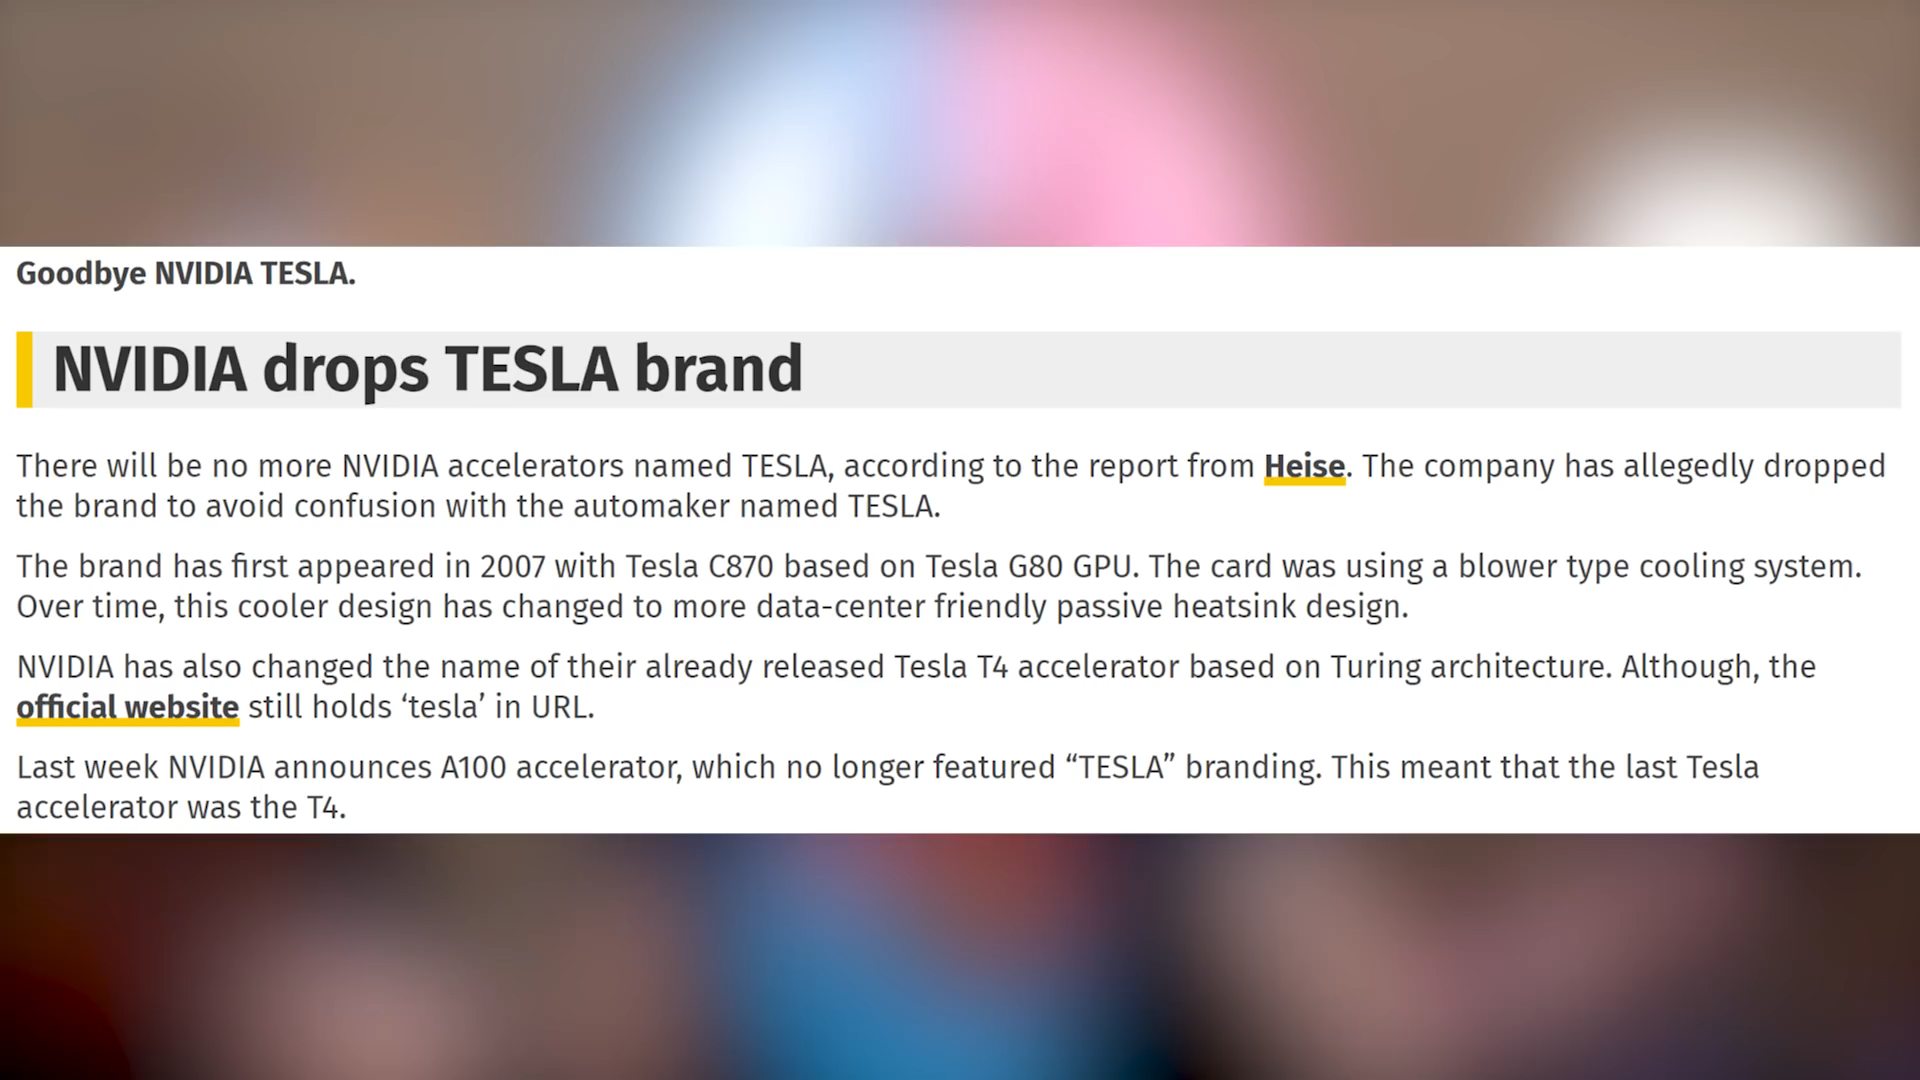 Goodbye NVIDIA TESLA.
NVIDIA drops TESLA brand
There will be no more NVIDIA accelerators named TESLA, according to the report from Heise. The company has allegedly dropped
the brand to avoid confusion with the automaker named TESLA.
The brand has first appeared in 2007 with Tesla C870 based on Tesla G80 GPU. The card was using a blower type cooling system.
Over time, this cooler design has changed to more data-center friendly passive heatsink design.
NVIDIA has also changed the name of their already released Tesla T4 accelerator based on Turing architecture. Although, the
official website still holds ‘tesla’ in URL.
Last week NVIDIA announces A100 accelerator, which no longer featured “TESLA” branding. This meant that the last Tesla
accelerator was the T4.